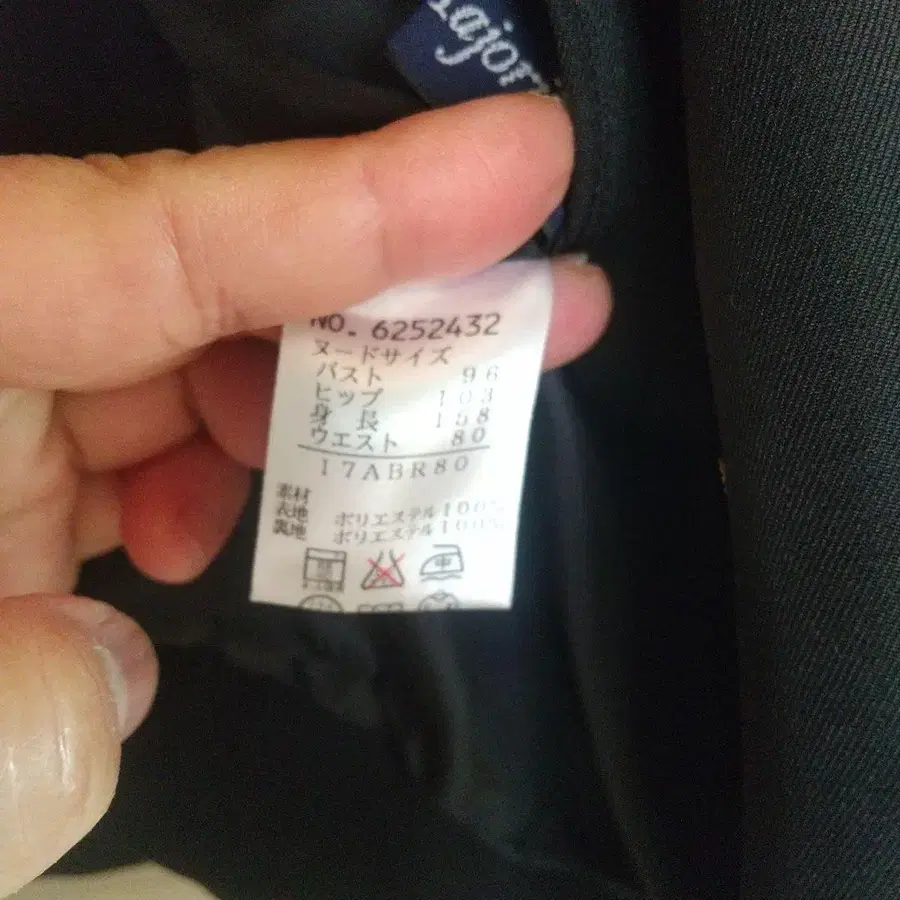 ajor
NO. 6252432
ヌードサイズ
バスト 96
ヒップ 103
身長 158
ウエスト 80
17ABR80
素材
表地 ポリエステル100%
裏地 ポリエステル100%
中